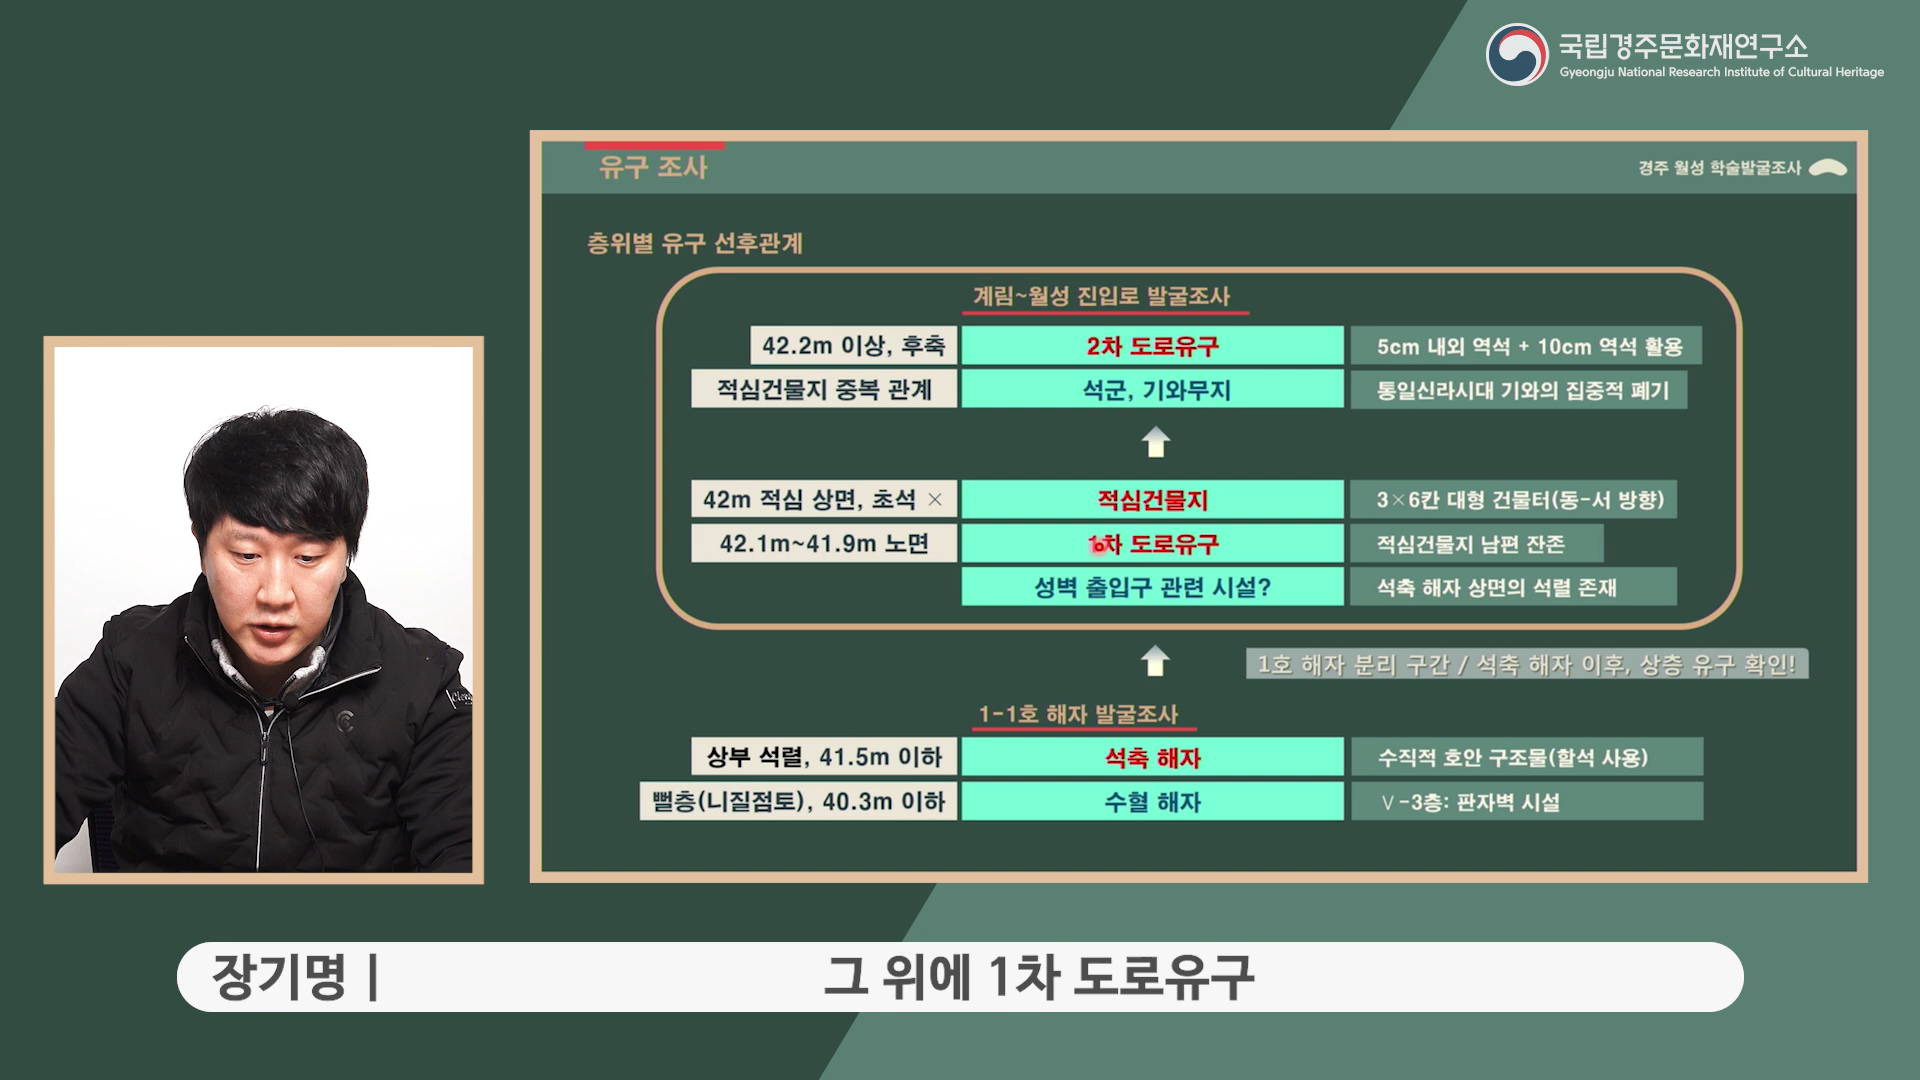 국립경주문화재연구소
Gyeongju National Research Institute of Cultural Heritage
유구 조사
경주 월성 학술발굴조사
층위별 유구 선후관계
계림~월성 진입로 발굴조사
42.2m 이상, 후축 2차 도로유구 5cm 내외 역석 + 10cm 역석 활용
적심건물지 중복 관계 석군, 기와무지 통일신라시대 기와의 집중적 폐기
42m 적심 상면, 초석 × 적심건물지 3×6칸 대형 건물터(동-서 방향)
42.1m~41.9m 노면 1차 도로유구 적심건물지 남편 잔존
성벽 출입구 관련 시설? 석축 해자 상면의 석렬 존재
1호 해자 분리 구간 / 석축 해자 이후, 상층 유구 확인!
1-1호 해자 발굴조사
상부 석렬, 41.5m 이하 석축 해자 수직적 호안 구조물(할석 사용)
뻘층(니질점토), 40.3m 이하 수혈 해자 Ⅴ-3층: 판자벽 시설
장기명 | 그 위에 1차 도로유구